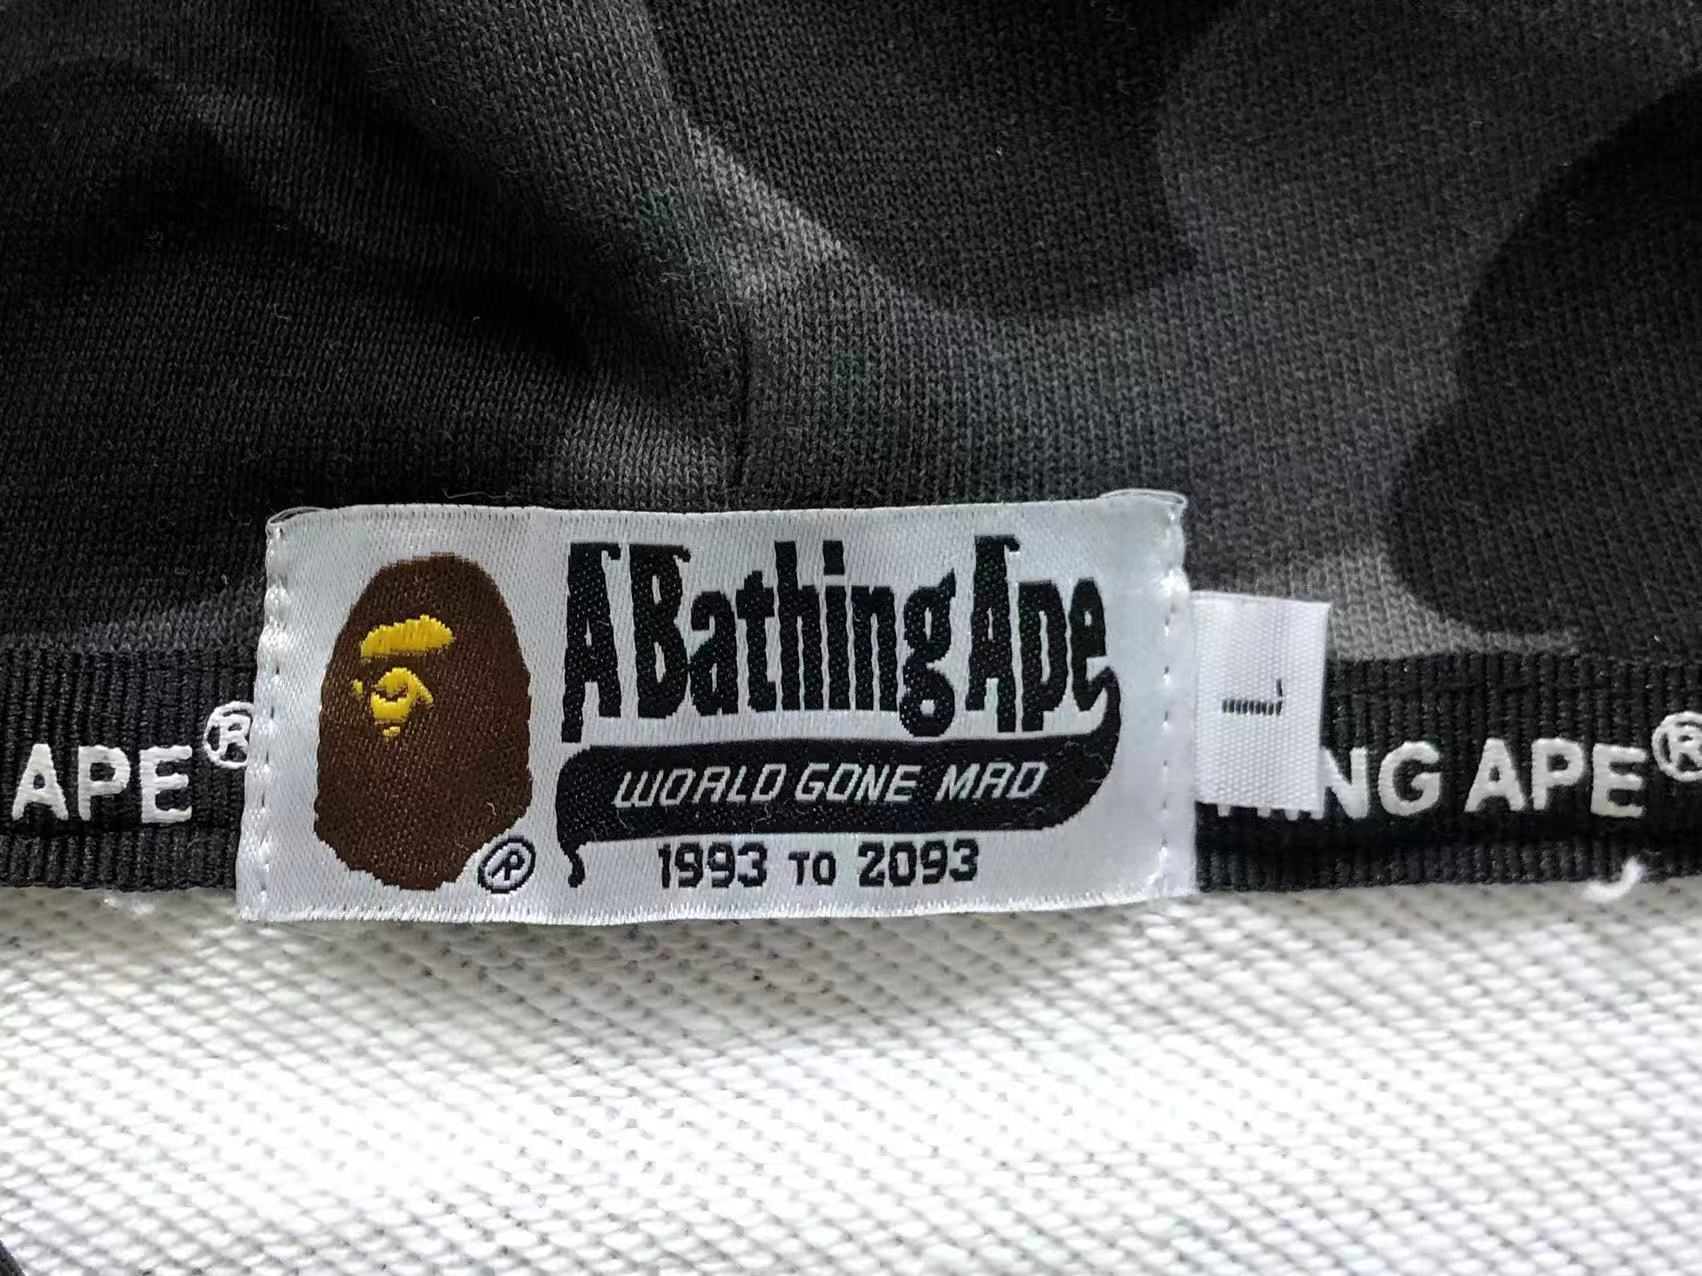 A Bathing Ape
WORLD GONE MAD
1993 TO 2093
®
L
APE®
NG APE®